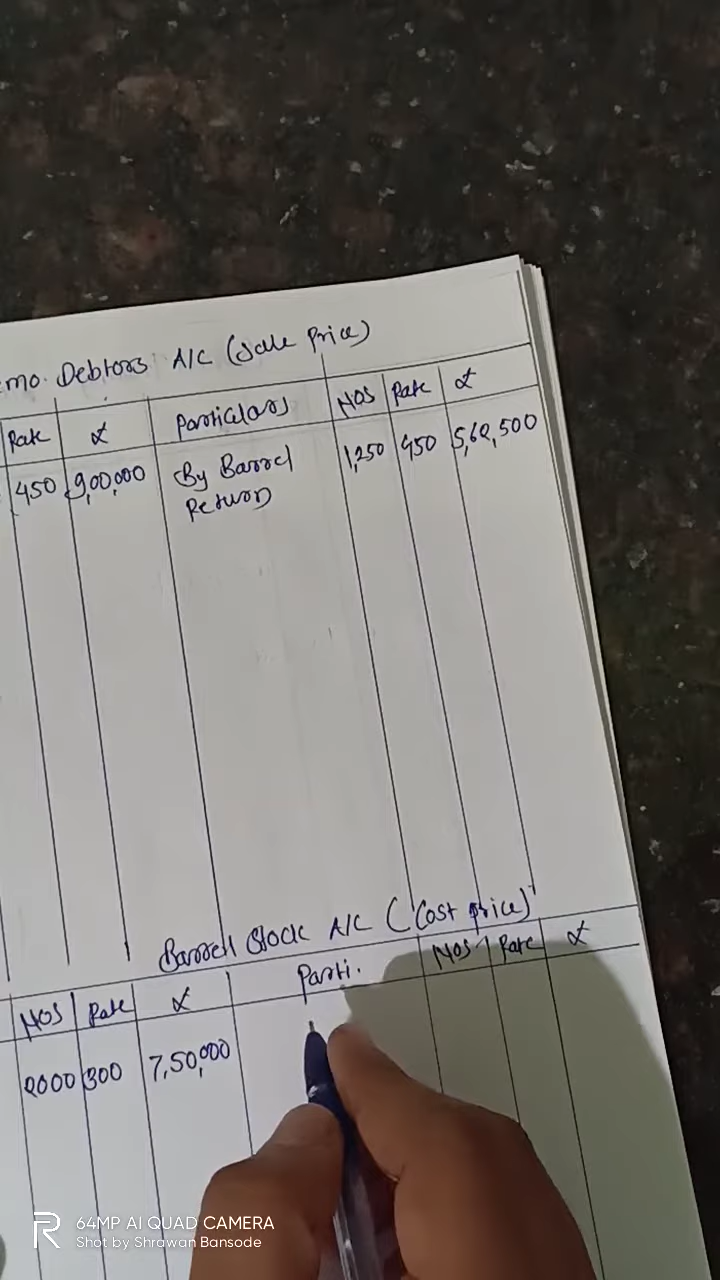 mo. Debtors A/C (Sale Price)
Rate ₤ Particlars NOS Rate ₤
450 9,00,000 By Barrel 1,250 450 5,62,500
Return
Barrel Stock A/C (Cost price)
NOS Rate ₤ Parti. NOS Rate ₤
2000 300 7,50,000
64MP AI QUAD CAMERA
Shot by Shrawan Bansode